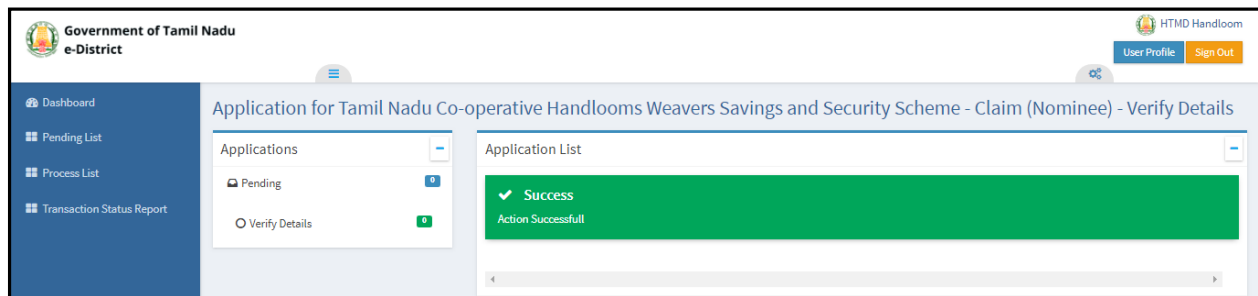 Government of Tamil Nadu
e-District
HTMD Handloom
User Profile
Sign Out
Dashboard
Pending List
Process List
Transaction Status Report
Application for Tamil Nadu Co-operative Handlooms Weavers Savings and Security Scheme - Claim (Nominee) - Verify Details
Applications
Pending 0
Verify Details 0
Application List
Success
Action Successfull